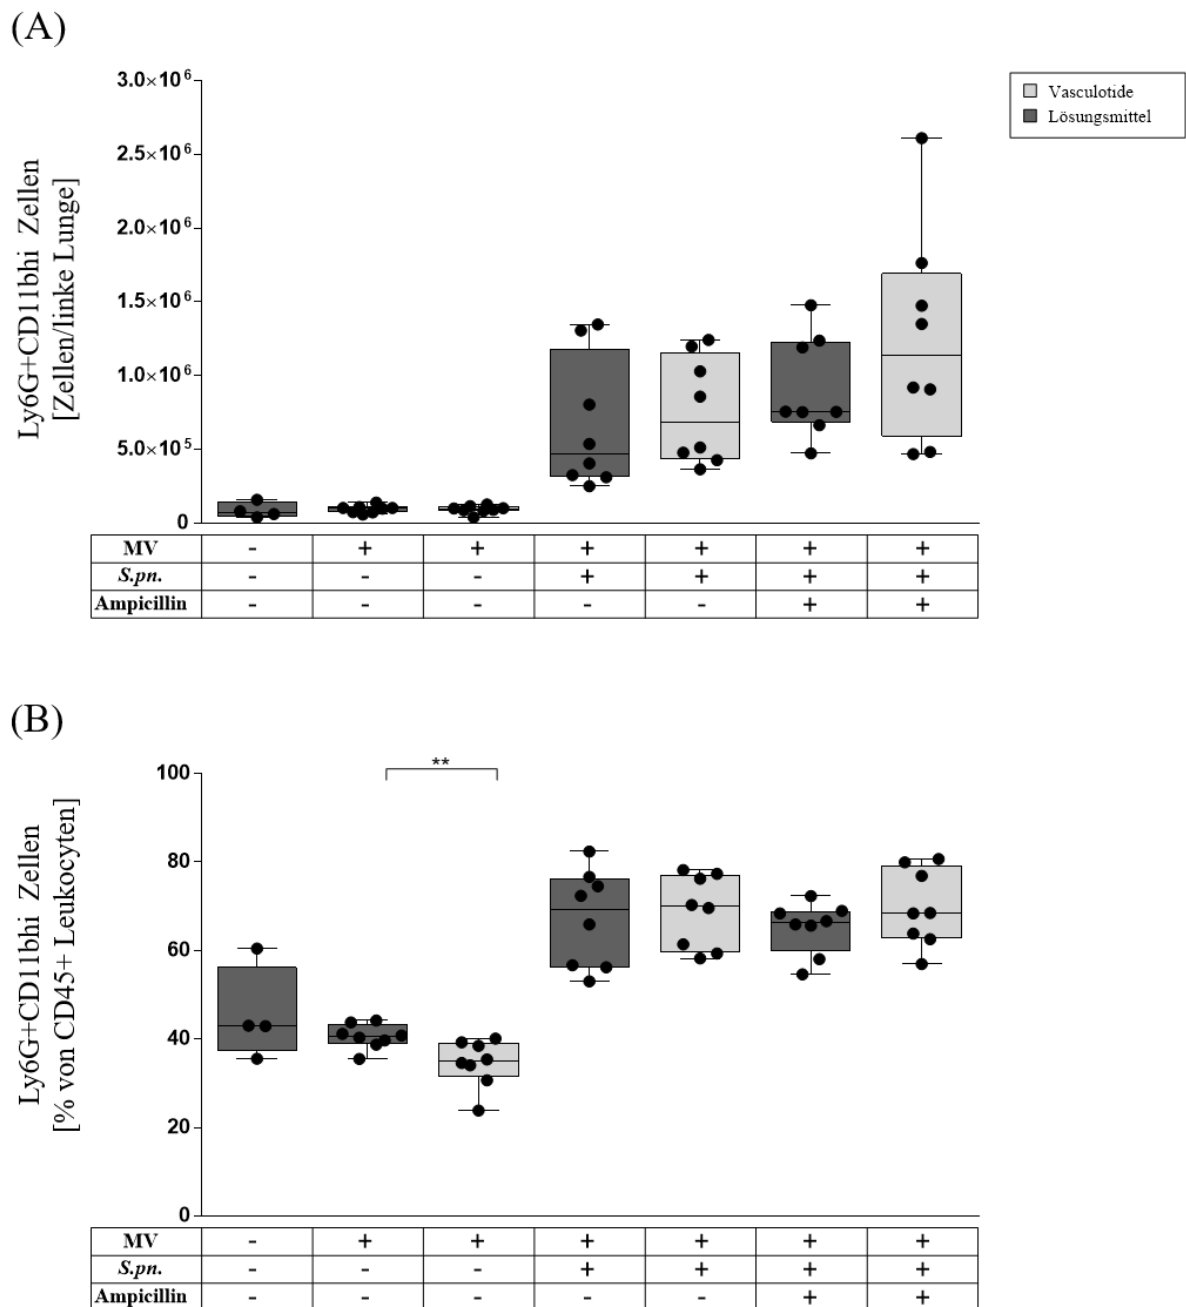 (A)
Ly6G+CD11bhi Zellen
[Zellen/linke Lunge]
3.0×10⁶
2.5×10⁶
2.0×10⁶
1.5×10⁶
1.0×10⁶
5.0×10⁵
0
Vasculotide
Lösungsmittel
MV - + + + + + +
S.pn. - - - + + + +
Ampicillin - - - - - + +
(B)
Ly6G+CD11bhi Zellen
[% von CD45+ Leukocyten]
100
80
60
40
20
0
**
MV - + + + + + +
S.pn. - - - + + + +
Ampicillin - - - - - + +